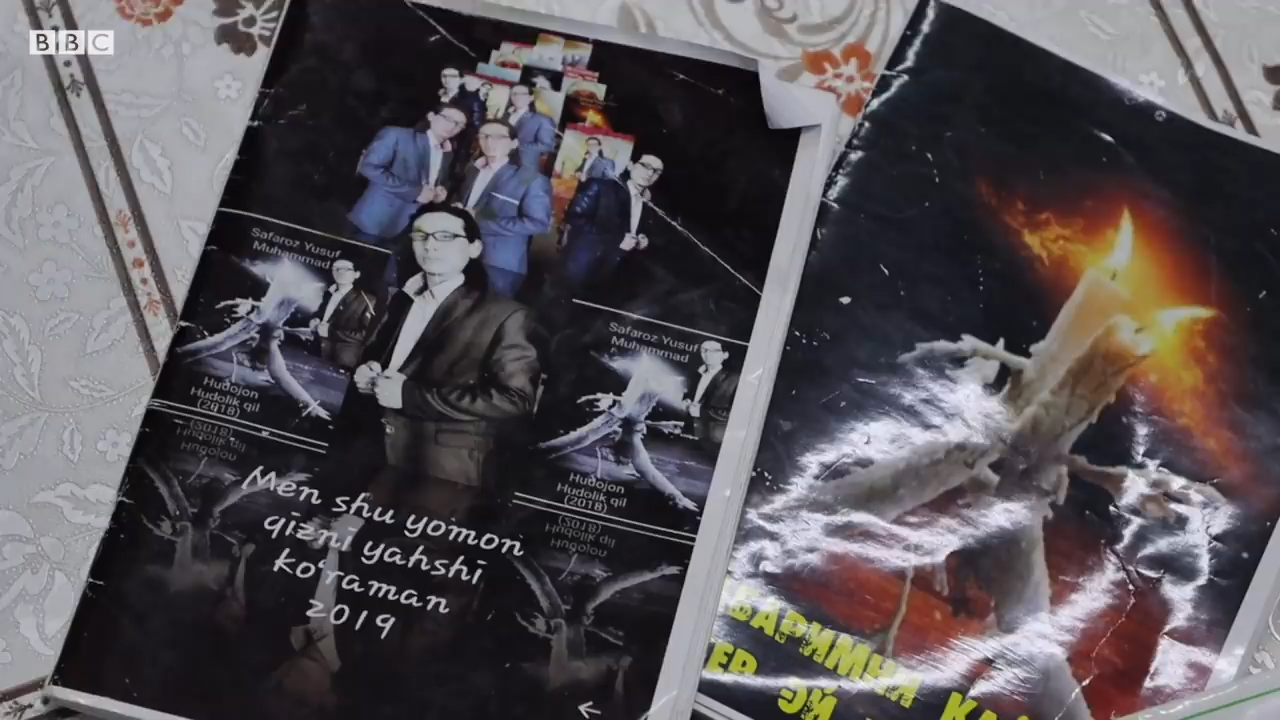 BBC
Safaroz Yusuf
Muhammad
Hudojon
Hudolik qil
(2018)
Safaroz Yusuf
Muhammad
Hudojon
Hudolik qil
(2018)
Men shu yomon
qizni yahshi
ko'raman
2019
ЭЙ